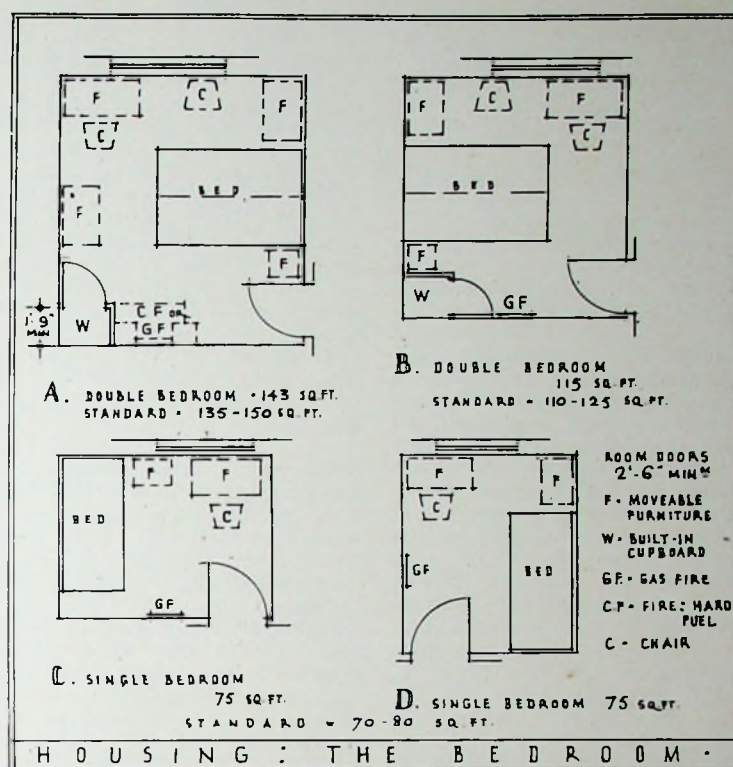 F
C
F
C
BED
F
F
1'-9"
MIN
W
CF OR
GF
A. DOUBLE BEDROOM · 143 SQ.FT.
STANDARD = 135-150 SQ FT.
F
C
F
C
BED
F
W
GF
B. DOUBLE BEDROOM
115 SQ FT.
STANDARD = 110-125 SQ FT.
F
F
C
BED
GF
C. SINGLE BEDROOM
75 SQ FT.
F
F
C
GF
BED
D. SINGLE BEDROOM 75 SQ FT.
STANDARD = 70-80 SQ FT.
ROOM DOORS
2'-6" MINM
F - MOVEABLE
FURNITURE
W - BUILT-IN
CUPBOARD
GF - GAS FIRE
CF - FIRE: HARD
FUEL
C - CHAIR
HOUSING: THE BEDROOM ·